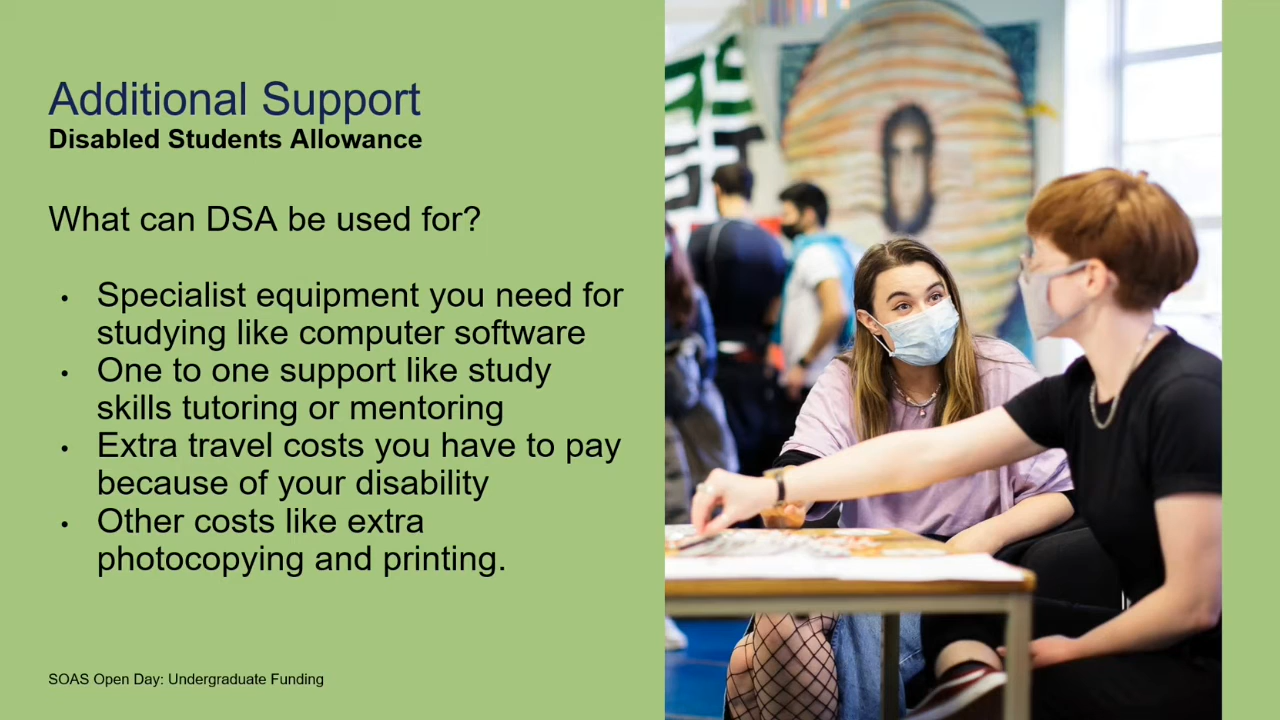 Additional Support
Disabled Students Allowance
What can DSA be used for?
• Specialist equipment you need for
studying like computer software
• One to one support like study
skills tutoring or mentoring
• Extra travel costs you have to pay
because of your disability
• Other costs like extra
photocopying and printing.
SOAS Open Day: Undergraduate Funding